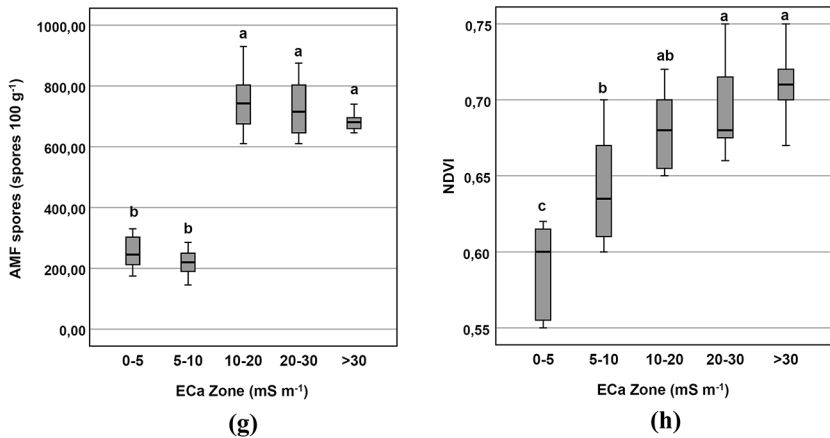 1000,00
800,00
600,00
400,00
200,00
0,00
AMF spores (spores 100 g⁻¹)
b
b
a
a
a
0-5 5-10 10-20 20-30 >30
ECa Zone (mS m⁻¹)
(g)
0,75
0,70
0,65
0,60
0,55
NDVI
c
b
ab
a
a
0-5 5-10 10-20 20-30 >30
ECa Zone (mS m⁻¹)
(h)